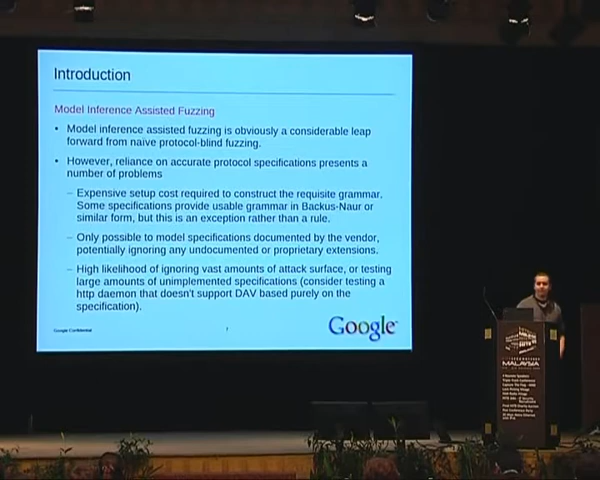 Introduction
Model Inference Assisted Fuzzing
• Model inference assisted fuzzing is obviously a considerable leap
forward from naive protocol-blind fuzzing.
• However, reliance on accurate protocol specifications presents a
number of problems
– Expensive setup cost required to construct the requisite grammar.
Some specifications provide usable grammar in Backus-Naur or
similar form, but this is an exception rather than a rule.
– Only possible to model specifications documented by the vendor,
potentially ignoring any undocumented or proprietary extensions.
– High likelihood of ignoring vast amounts of attack surface, or testing
large amounts of unimplemented specifications (consider testing a
http daemon that doesn't support DAV based purely on the
specification).
Google Confidential
7
Google
MALAYSIA